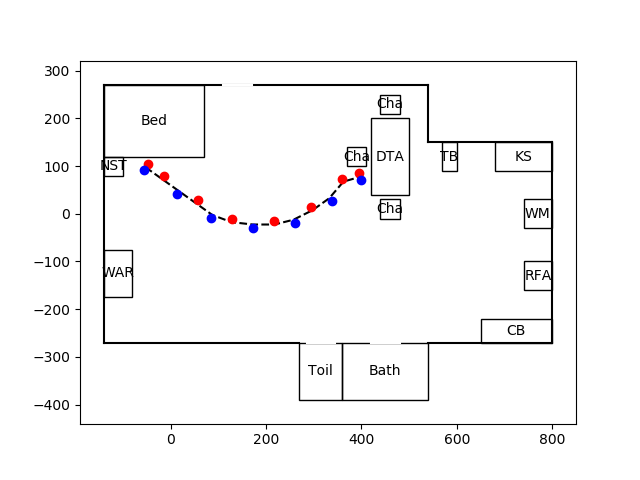 300
200
100
0
−100
−200
−300
−400
0
200
400
600
800
Bed
NST
WAR
Cha
Cha
DTA
Cha
TB
KS
WM
RFA
CB
Toil
Bath